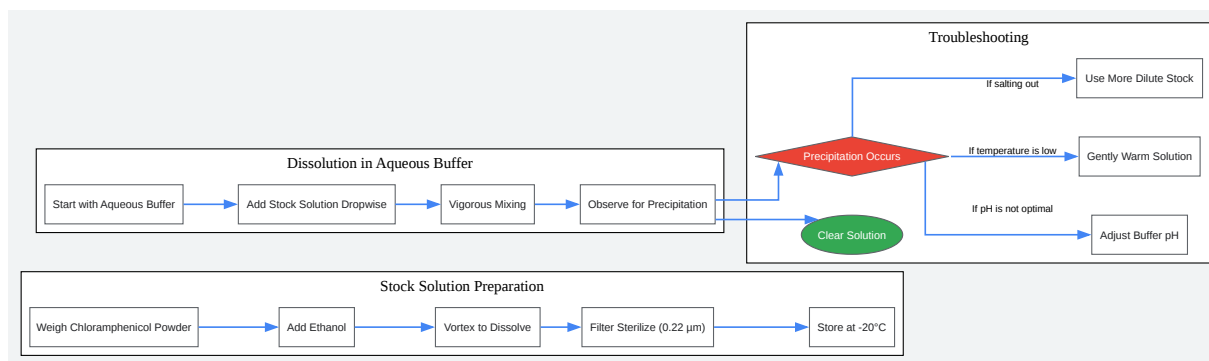 Troubleshooting
If salting out
Use More Dilute Stock
Precipitation Occurs
If temperature is low
Gently Warm Solution
If pH is not optimal
Clear Solution
Adjust Buffer pH
Dissolution in Aqueous Buffer
Start with Aqueous Buffer
Add Stock Solution Dropwise
Vigorous Mixing
Observe for Precipitation
Stock Solution Preparation
Weigh Chloramphenicol Powder
Add Ethanol
Vortex to Dissolve
Filter Sterilize (0.22 µm)
Store at -20°C